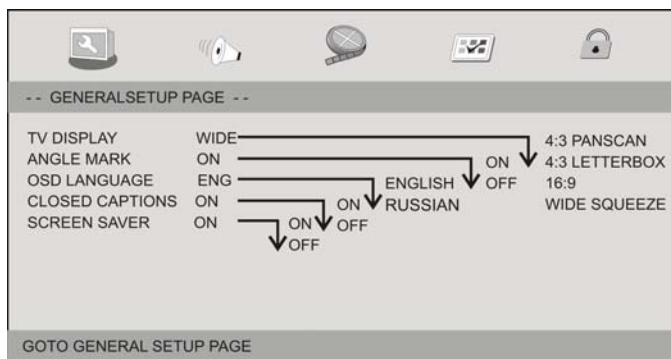 -- GENERALSETUP PAGE --
TV DISPLAY WIDE 4:3 PANSCAN
ANGLE MARK ON ON 4:3 LETTERBOX
OSD LANGUAGE ENG ENGLISH OFF 16:9
CLOSED CAPTIONS ON ON RUSSIAN WIDE SQUEEZE
SCREEN SAVER ON ON OFF
OFF
GOTO GENERAL SETUP PAGE